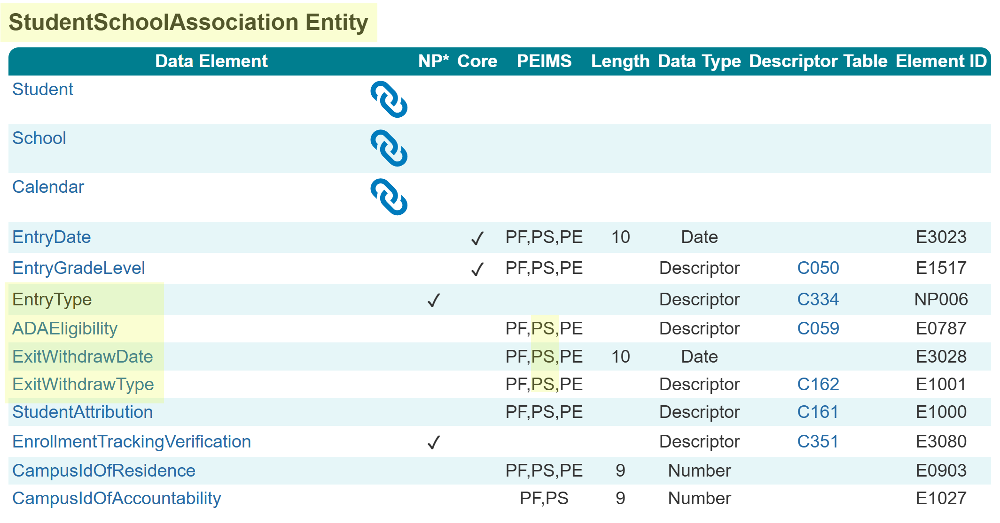 StudentSchoolAssociation Entity
Data Element NP* Core PEIMS Length Data Type Descriptor Table Element ID
Student
School
Calendar
EntryDate ✓ PF,PS,PE 10 Date E3023
EntryGradeLevel ✓ PF,PS,PE Descriptor C050 E1517
EntryType ✓ Descriptor C334 NP006
ADAEligibility PF,PS,PE Descriptor C059 E0787
ExitWithdrawDate PF,PS,PE 10 Date E3028
ExitWithdrawType PF,PS,PE Descriptor C162 E1001
StudentAttribution PF,PS,PE Descriptor C161 E1000
EnrollmentTrackingVerification ✓ Descriptor C351 E3080
CampusIdOfResidence PF,PS,PE 9 Number E0903
CampusIdOfAccountability PF,PS 9 Number E1027